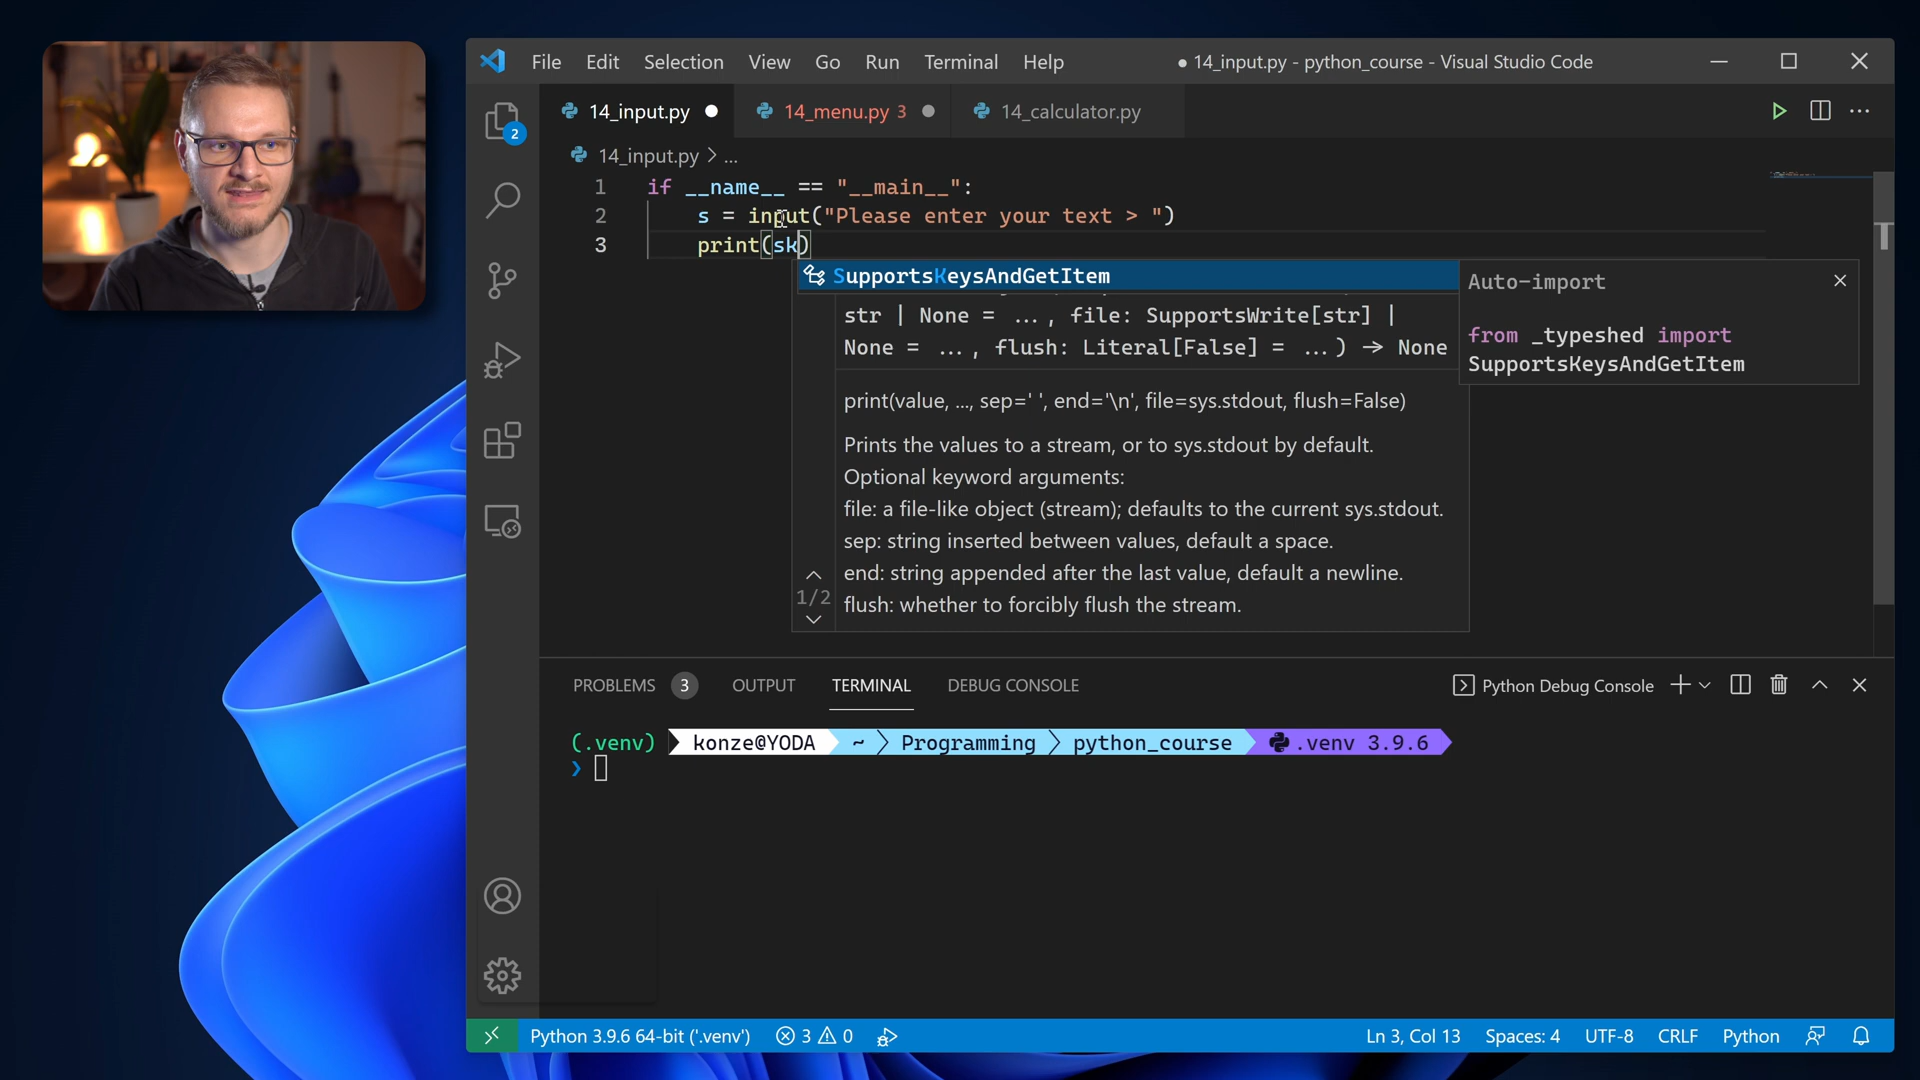 File Edit Selection View Go Run Terminal Help
● 14_input.py - python_course - Visual Studio Code
14_input.py
14_menu.py 3
14_calculator.py
2
14_input.py > ...
1 if __name__ == "__main__":
2 s = input("Please enter your text > ")
3 print(sk)
SupportsKeysAndGetItem
str | None = ..., file: SupportsWrite[str] |
None = ..., flush: Literal[False] = ...) -> None
print(value, ..., sep=' ', end='\n', file=sys.stdout, flush=False)
Prints the values to a stream, or to sys.stdout by default.
Optional keyword arguments:
file: a file-like object (stream); defaults to the current sys.stdout.
sep: string inserted between values, default a space.
end: string appended after the last value, default a newline.
flush: whether to forcibly flush the stream.
1/2
Auto-import
from _typeshed import
SupportsKeysAndGetItem
PROBLEMS 3 OUTPUT TERMINAL DEBUG CONSOLE
Python Debug Console
(.venv) konze@YODA ~ Programming python_course .venv 3.9.6
❯
Python 3.9.6 64-bit ('.venv') 3 0
Ln 3, Col 13 Spaces: 4 UTF-8 CRLF Python